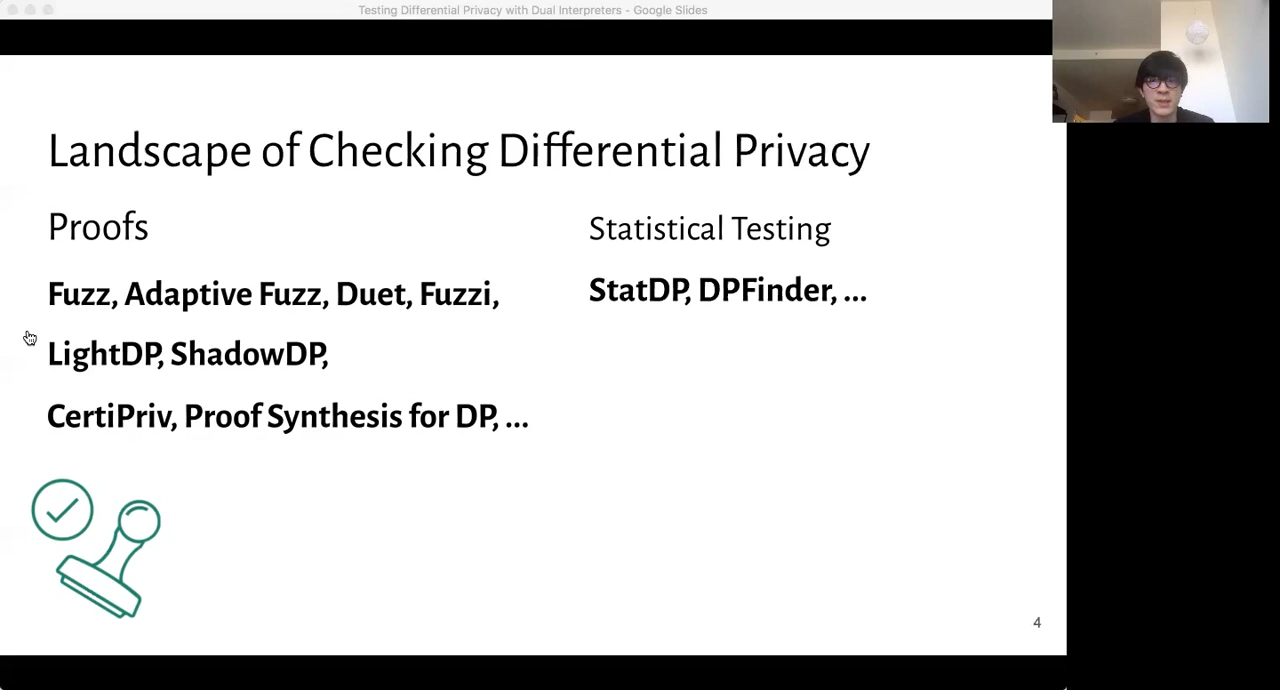 Testing Differential Privacy with Dual Interpreters - Google Slides
Landscape of Checking Differential Privacy
Proofs
Fuzz, Adaptive Fuzz, Duet, Fuzzi,
LightDP, ShadowDP,
CertiPriv, Proof Synthesis for DP, ...
Statistical Testing
StatDP, DPFinder, ...
4